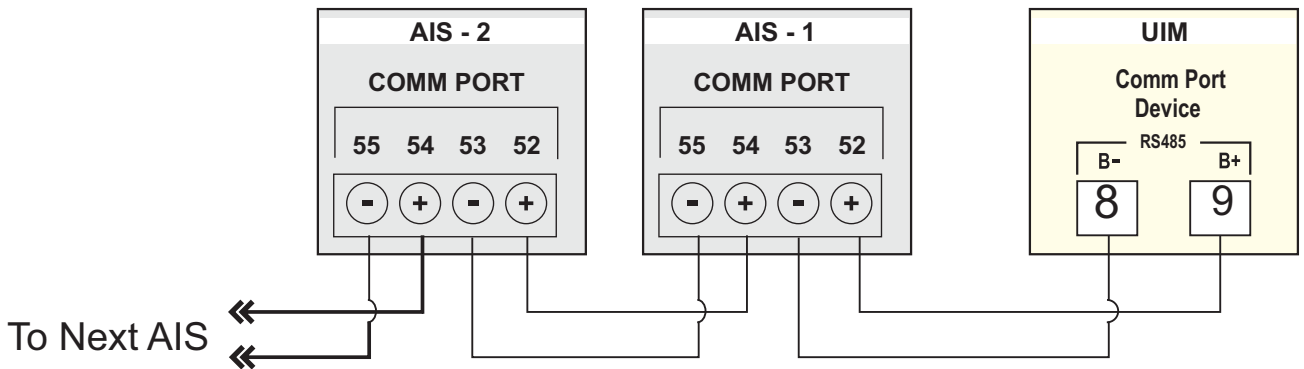 AIS - 2
COMM PORT
55 54 53 52
- + - +
AIS - 1
COMM PORT
55 54 53 52
- + - +
UIM
Comm Port
Device
RS485
B- B+
8 9
To Next AIS